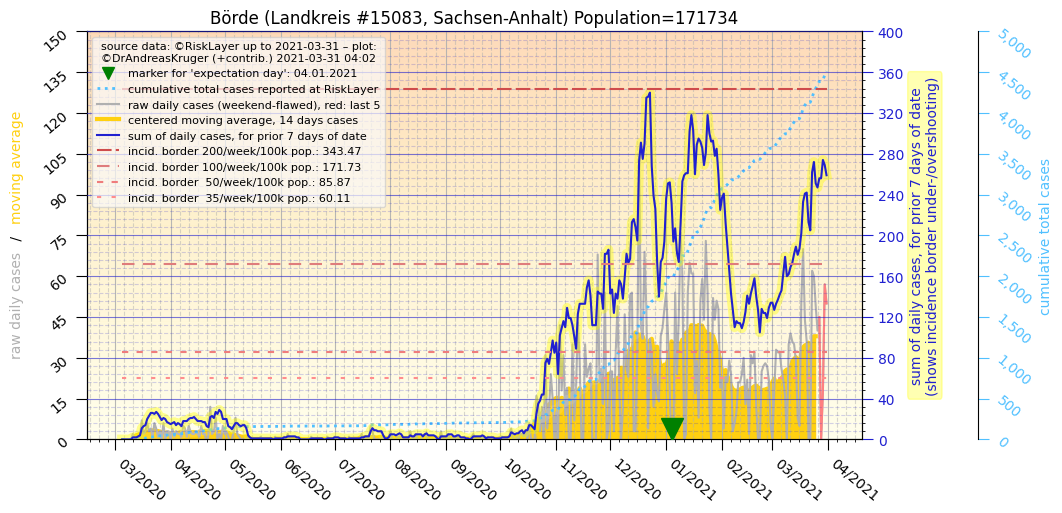 Börde (Landkreis #15083, Sachsen-Anhalt) Population=171734
source data: ©RiskLayer up to 2021-03-31 – plot:
©DrAndreasKruger (+contrib.) 2021-03-31 04:02
marker for 'expectation day': 04.01.2021
cumulative total cases reported at RiskLayer
raw daily cases (weekend-flawed), red: last 5
centered moving average, 14 days cases
sum of daily cases, for prior 7 days of date
incid. border 200/week/100k pop.: 343.47
incid. border 100/week/100k pop.: 171.73
incid. border  50/week/100k pop.: 85.87
incid. border  35/week/100k pop.: 60.11
raw daily cases  /  moving average
150
135
120
105
90
75
60
45
30
15
0
03/2020
04/2020
05/2020
06/2020
07/2020
08/2020
09/2020
10/2020
11/2020
12/2020
01/2021
02/2021
03/2021
04/2021
400
360
320
280
240
200
160
120
80
40
0
sum of daily cases, for prior 7 days of date
(shows incidence border under-/overshooting)
5,000
4,500
4,000
3,500
3,000
2,500
2,000
1,500
1,000
500
0
cumulative total cases